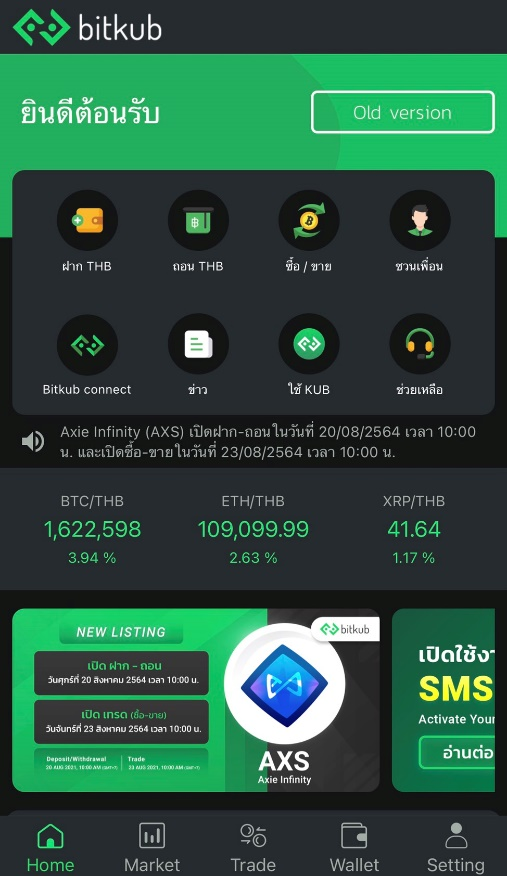 bitkub
ยินดีต้อนรับ
Old version
ฝาก THB
ถอน THB
ซื้อ / ขาย
ชวนเพื่อน
Bitkub connect
ข่าว
ใช้ KUB
ช่วยเหลือ
Axie Infinity (AXS) เปิดฝาก-ถอนในวันที่ 20/08/2564 เวลา 10:00
น. และเปิดซื้อ-ขายในวันที่ 23/08/2564 เวลา 10:00 น.
BTC/THB
ETH/THB
XRP/THB
1,622,598
109,099.99
41.64
3.94 %
2.63 %
1.17 %
NEW LISTING
bitkub
เปิด ฝาก - ถอน
วันศุกร์ที่ 20 สิงหาคม 2564 เวลา 10:00 น.
เปิด เทรด (ซื้อ-ขาย)
วันจันทร์ที่ 23 สิงหาคม 2564 เวลา 10:00 น.
Deposit/Withdrawal
20 AUG 2021, 10:00 AM (GMT+7)
Trade
23 AUG 2021, 10:00 AM (GMT+7)
AXS
Axie Infinity
เปิดใช้งา
SMS
Activate Your
อ่านต่อ
Home
Market
Trade
Wallet
Setting